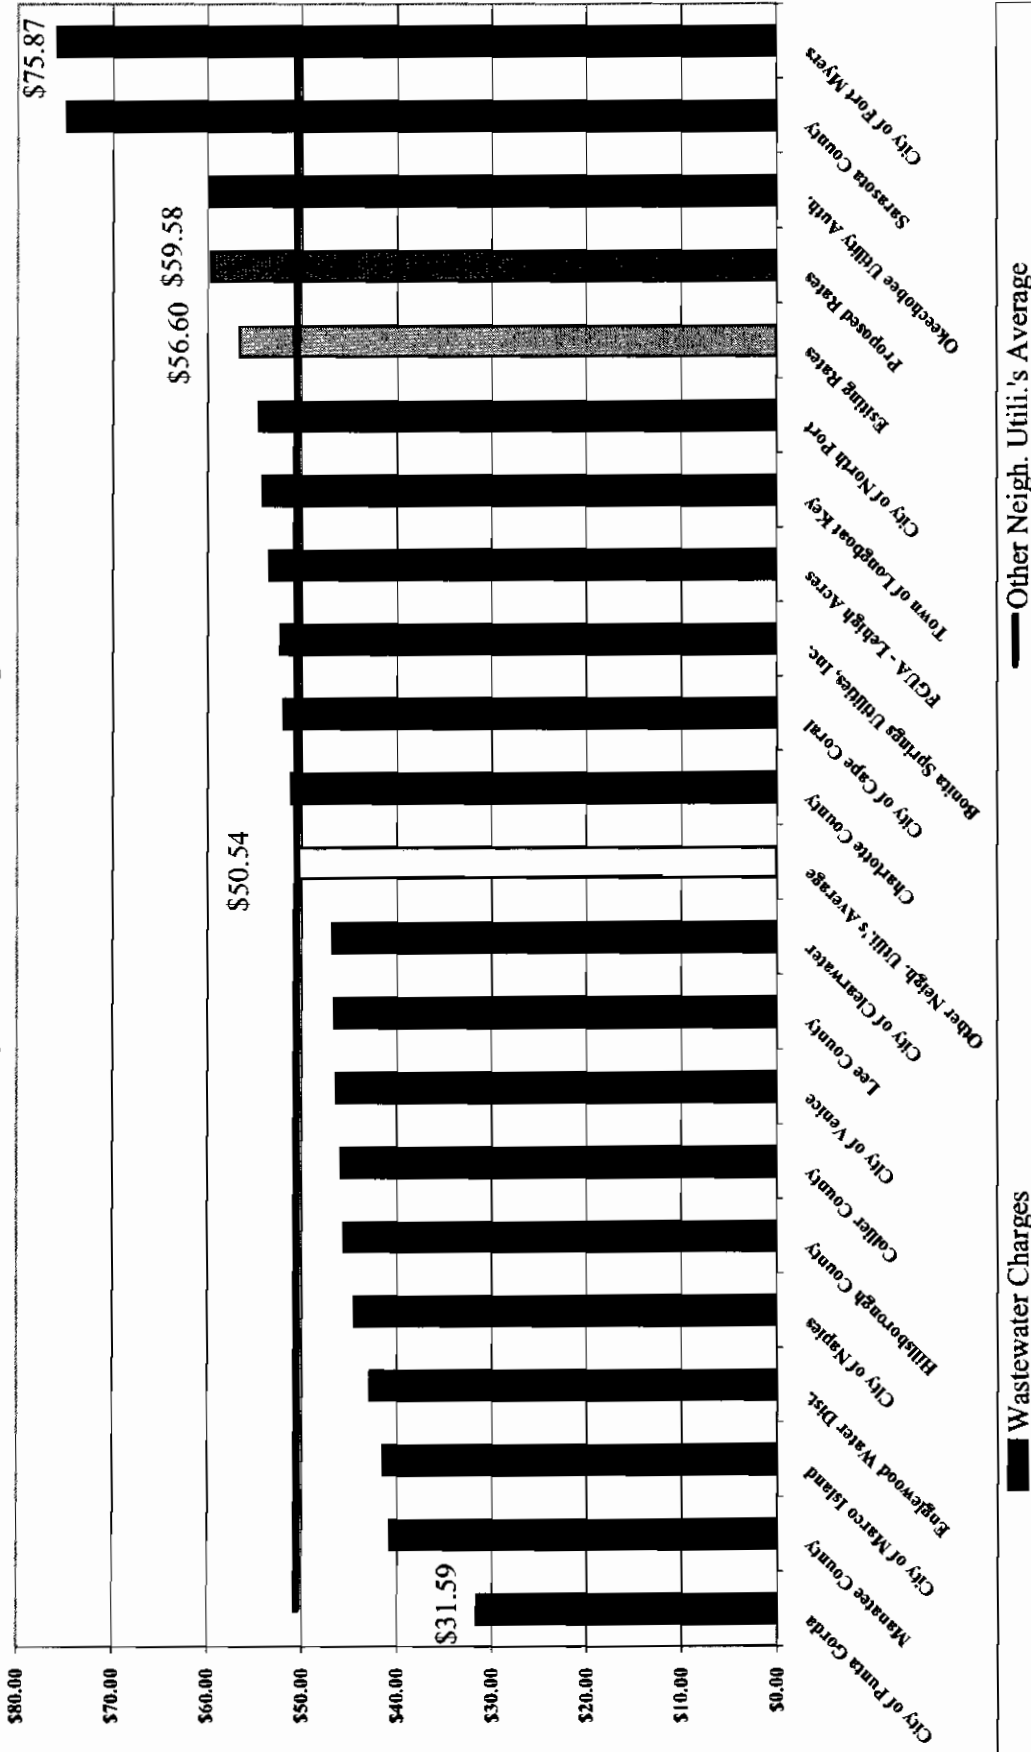 $80.00
$70.00
$60.00
$50.00
$40.00
$30.00
$20.00
$10.00
$0.00
$31.59
$50.54
$56.60
$59.58
$75.87
City of Punta Gorda
Manatee County
City of Marco Island
Englewood Water Dist.
City of Naples
Hillsborough County
Collier County
City of Venice
Lee County
City of Clearwater
Other Neigh. Utili.'s Average
Charlotte County
City of Cape Coral
Bonita Springs Utilities, Inc.
FGUA - Lehigh Acres
Town of Longboat Key
City of North Port
Esiting Rates
Proposed Rates
Okeechobee Utility Auth.
Sarasota County
City of Fort Myers
Wastewater Charges
Other Neigh. Utili.'s Average